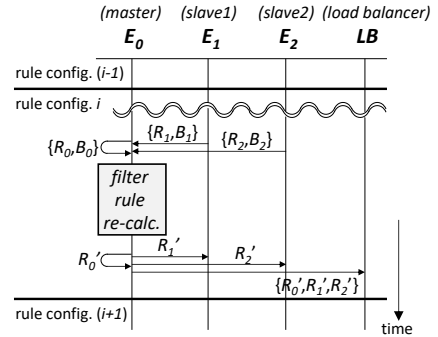 (master) (slave1) (slave2) (load balancer)
E₀ E₁ E₂ LB
rule config. (i-1)
rule config. i
{R₁,B₁} {R₂,B₂}
{R₀,B₀}
filter
rule
re-calc.
R₁' R₂'
R₀'
{R₀',R₁',R₂'}
rule config. (i+1)
time